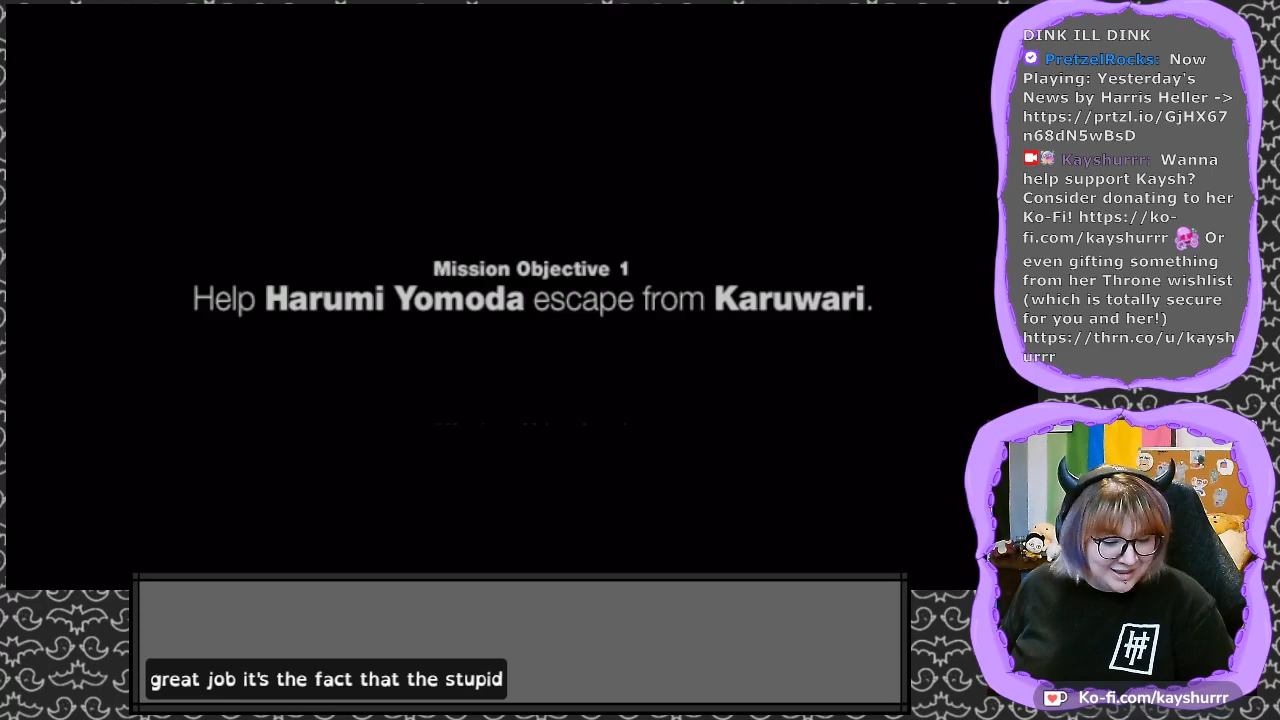 DINK ILL DINK
PretzelRocks: Now
Playing: Yesterday's
News by Harris Heller ->
https://prtzl.io/GjHX67
n68dN5wBsD
Kayshurrr: Wanna
help support Kaysh?
Consider donating to her
Ko-Fi! https://ko-
fi.com/kayshurrr Or
even gifting something
from her Throne wishlist
(which is totally secure
for you and her!)
https://thrn.co/u/kaysh
urrr
Mission Objective 1
Help Harumi Yomoda escape from Karuwari.
great job it's the fact that the stupid
Ko-fi.com/kayshurrr